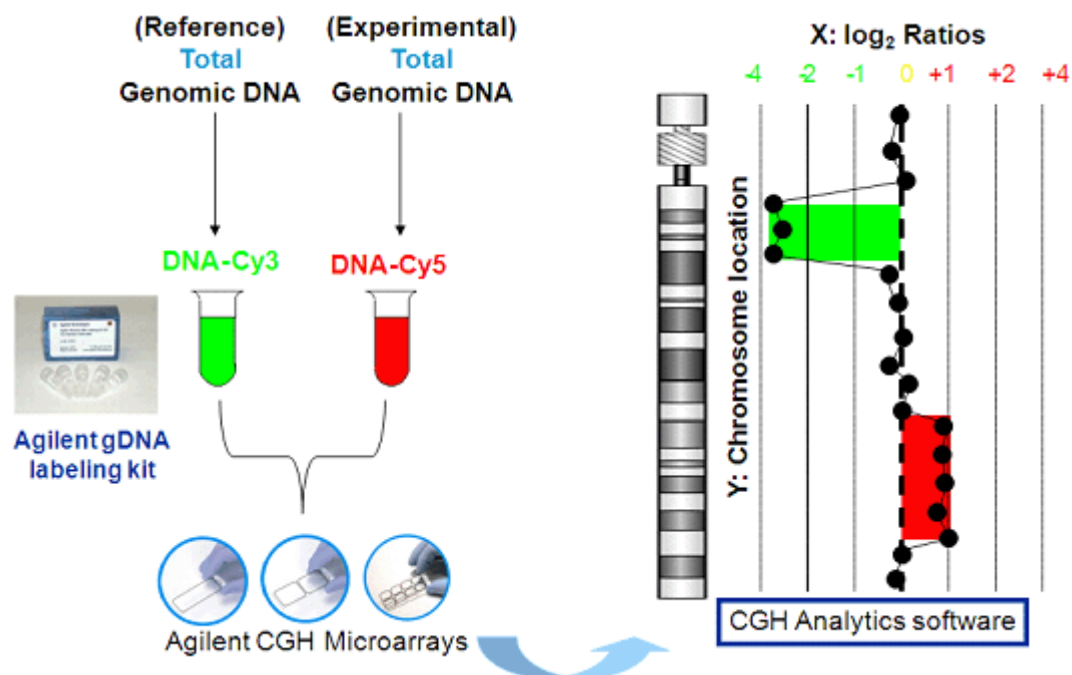 (Reference)
Total
Genomic DNA
(Experimental)
Total
Genomic DNA
DNA-Cy3
DNA-Cy5
Agilent gDNA
labeling kit
Agilent CGH Microarrays
X: log₂ Ratios
-4 -2 -1 0 +1 +2 +4
Y: Chromosome location
CGH Analytics software